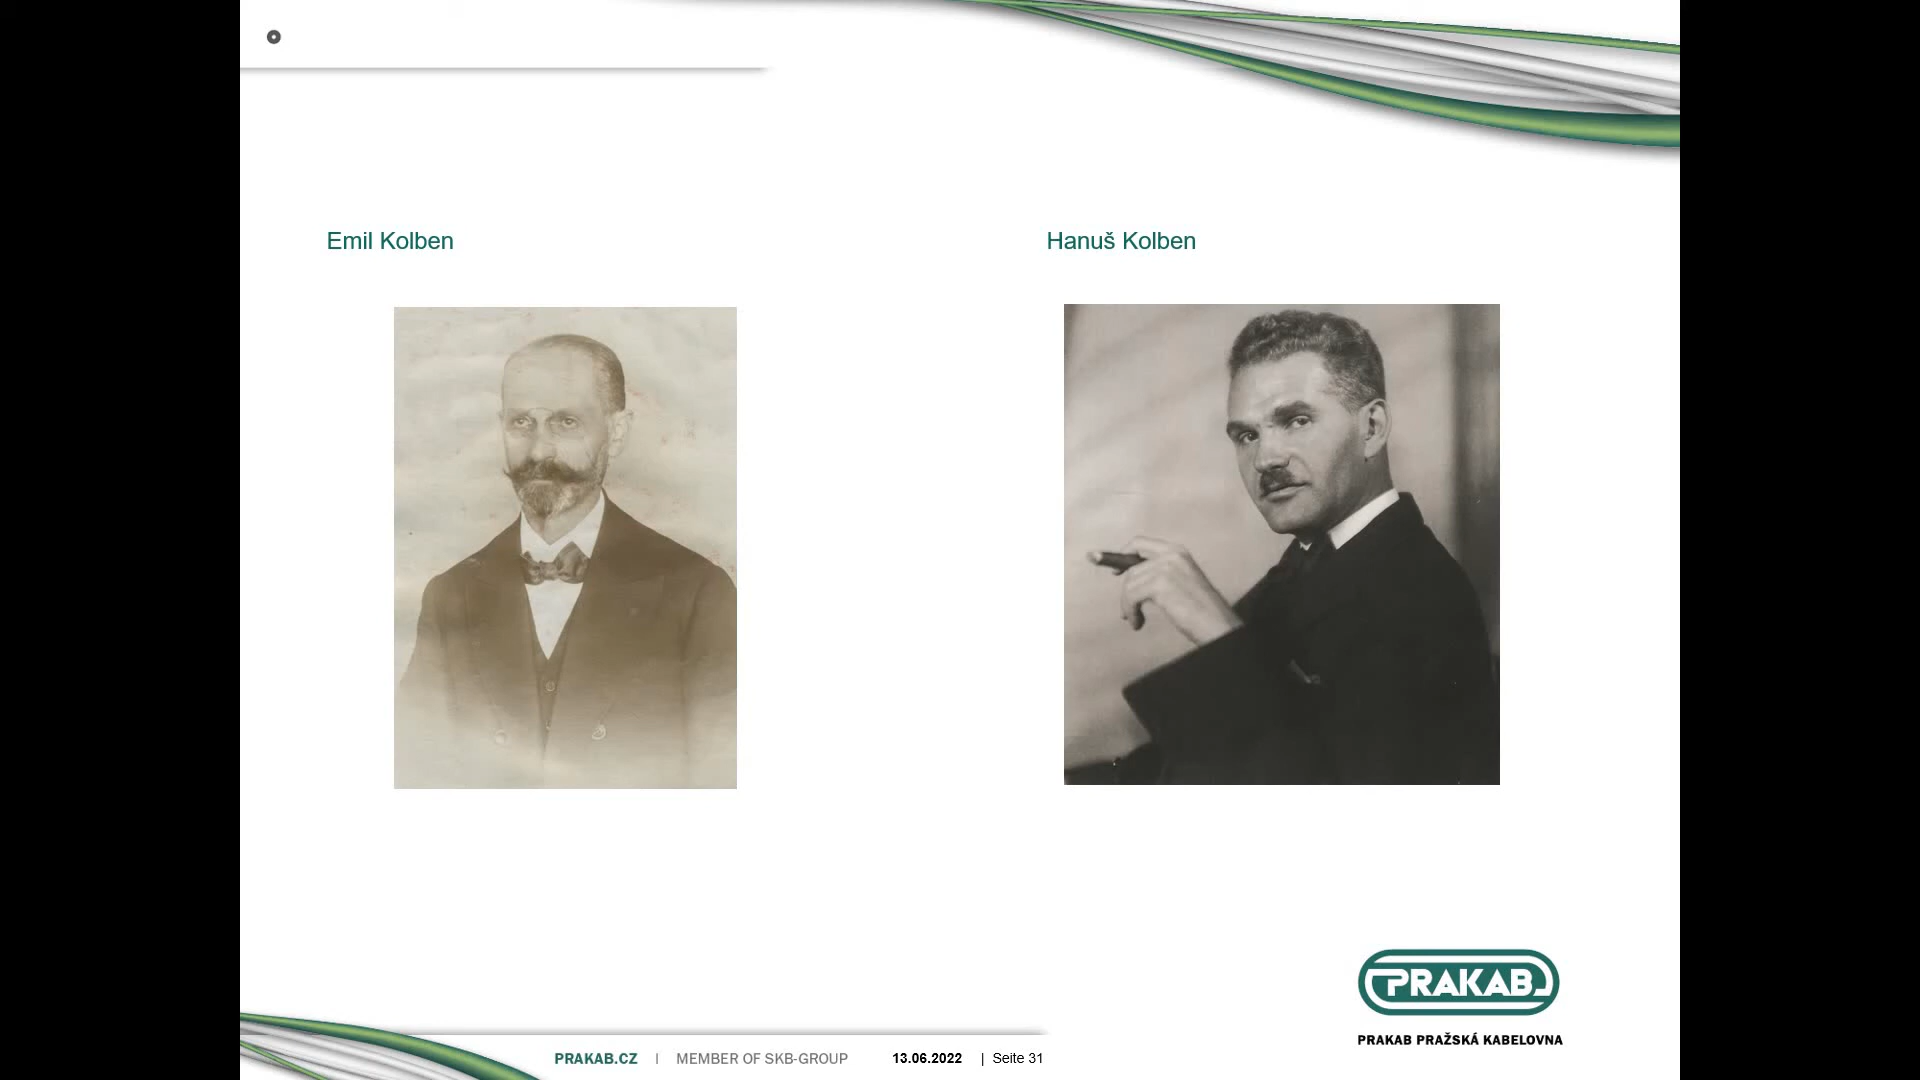 Emil Kolben
Hanuš Kolben
PRAKAB
PRAKAB PRAŽSKÁ KABELOVNA
PRAKAB.CZ | MEMBER OF SKB-GROUP 13.06.2022 | Seite 31